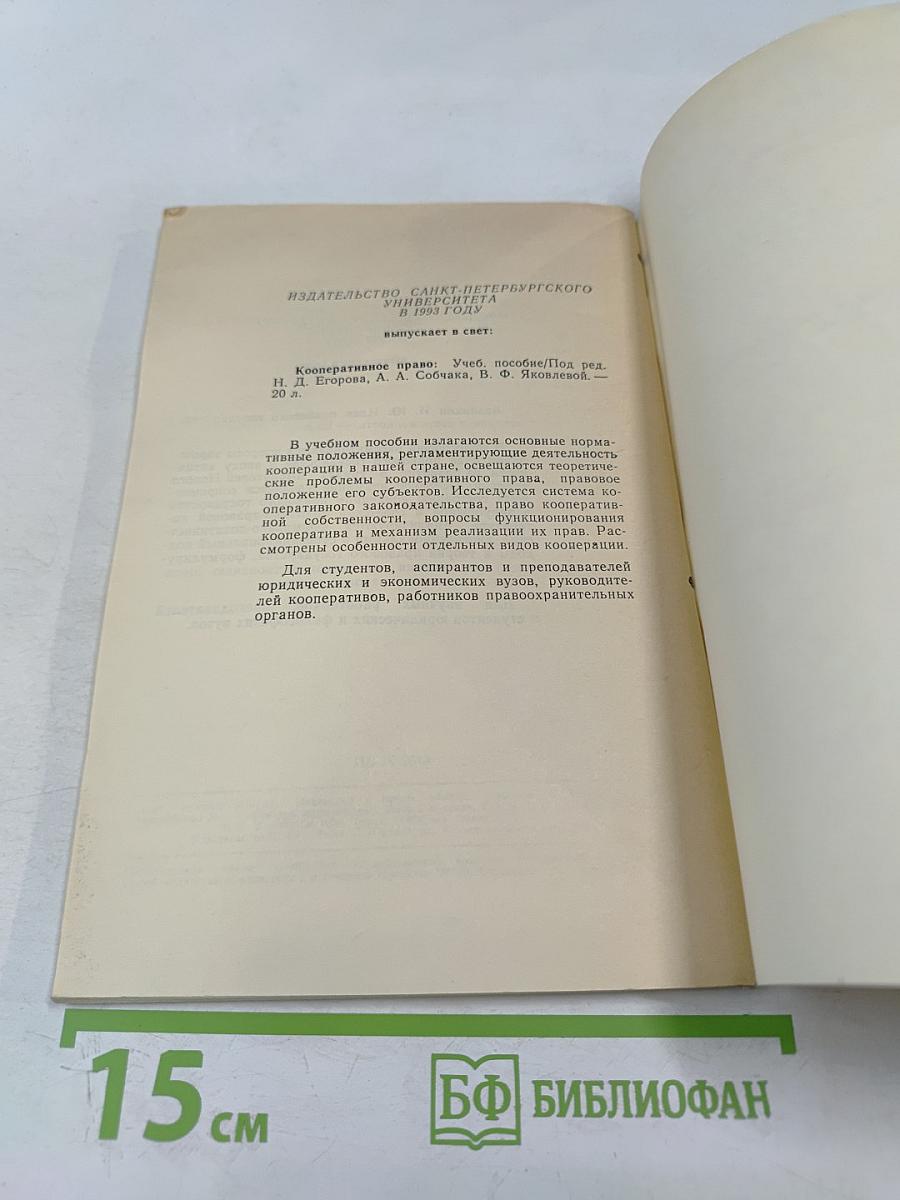 ИЗДАТЕЛЬСТВО САНКТ-ПЕТЕРБУРГСКОГО
УНИВЕРСИТЕТА
В 1993 ГОДУ
выпускает в свет:
Кооперативное право: Учеб. пособие/Под ред.
Н. Д. Егорова, А. А. Собчака, В. Ф. Яковлевой. —
20 л.
В учебном пособии излагаются основные норма-
тивные положения, регламентирующие деятельность
кооперации в нашей стране, освещаются теоретиче-
ские проблемы кооперативного права, правовое
положение его субъектов. Исследуется система ко-
оперативного законодательства, право кооператив-
ной собственности, вопросы функционирования
кооператива и механизм реализации их прав. Рас-
смотрены особенности отдельных видов кооперации.
Для студентов, аспирантов и преподавателей
юридических и экономических вузов, руководите-
лей кооперативов, работников правоохранительных
органов.
15 см
БФ БИБЛИОФАН